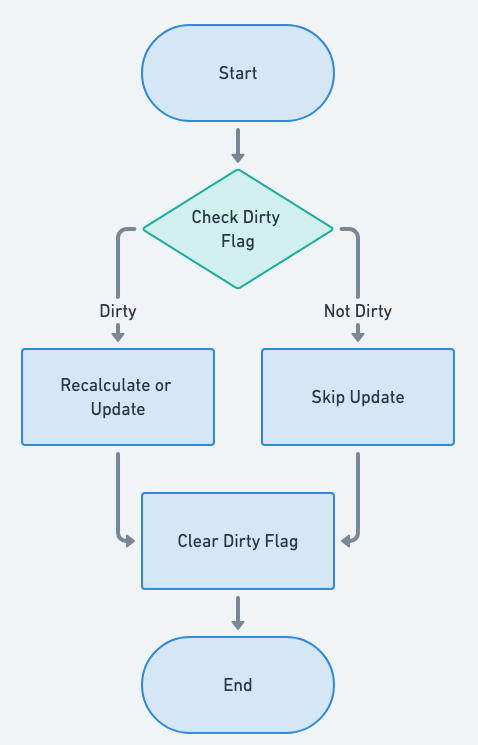 Start
Check Dirty
Flag
Dirty
Not Dirty
Recalculate or
Update
Skip Update
Clear Dirty Flag
End